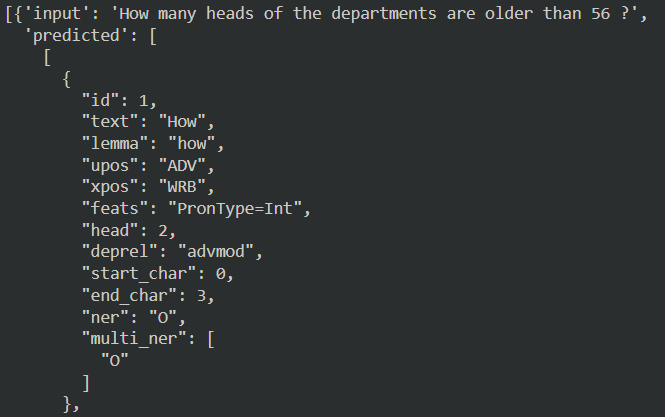 [{'input': 'How many heads of the departments are older than 56 ?',
'predicted': [
[
{
"id": 1,
"text": "How",
"lemma": "how",
"upos": "ADV",
"xpos": "WRB",
"feats": "PronType=Int",
"head": 2,
"deprel": "advmod",
"start_char": 0,
"end_char": 3,
"ner": "O",
"multi_ner": [
"O"
]
},